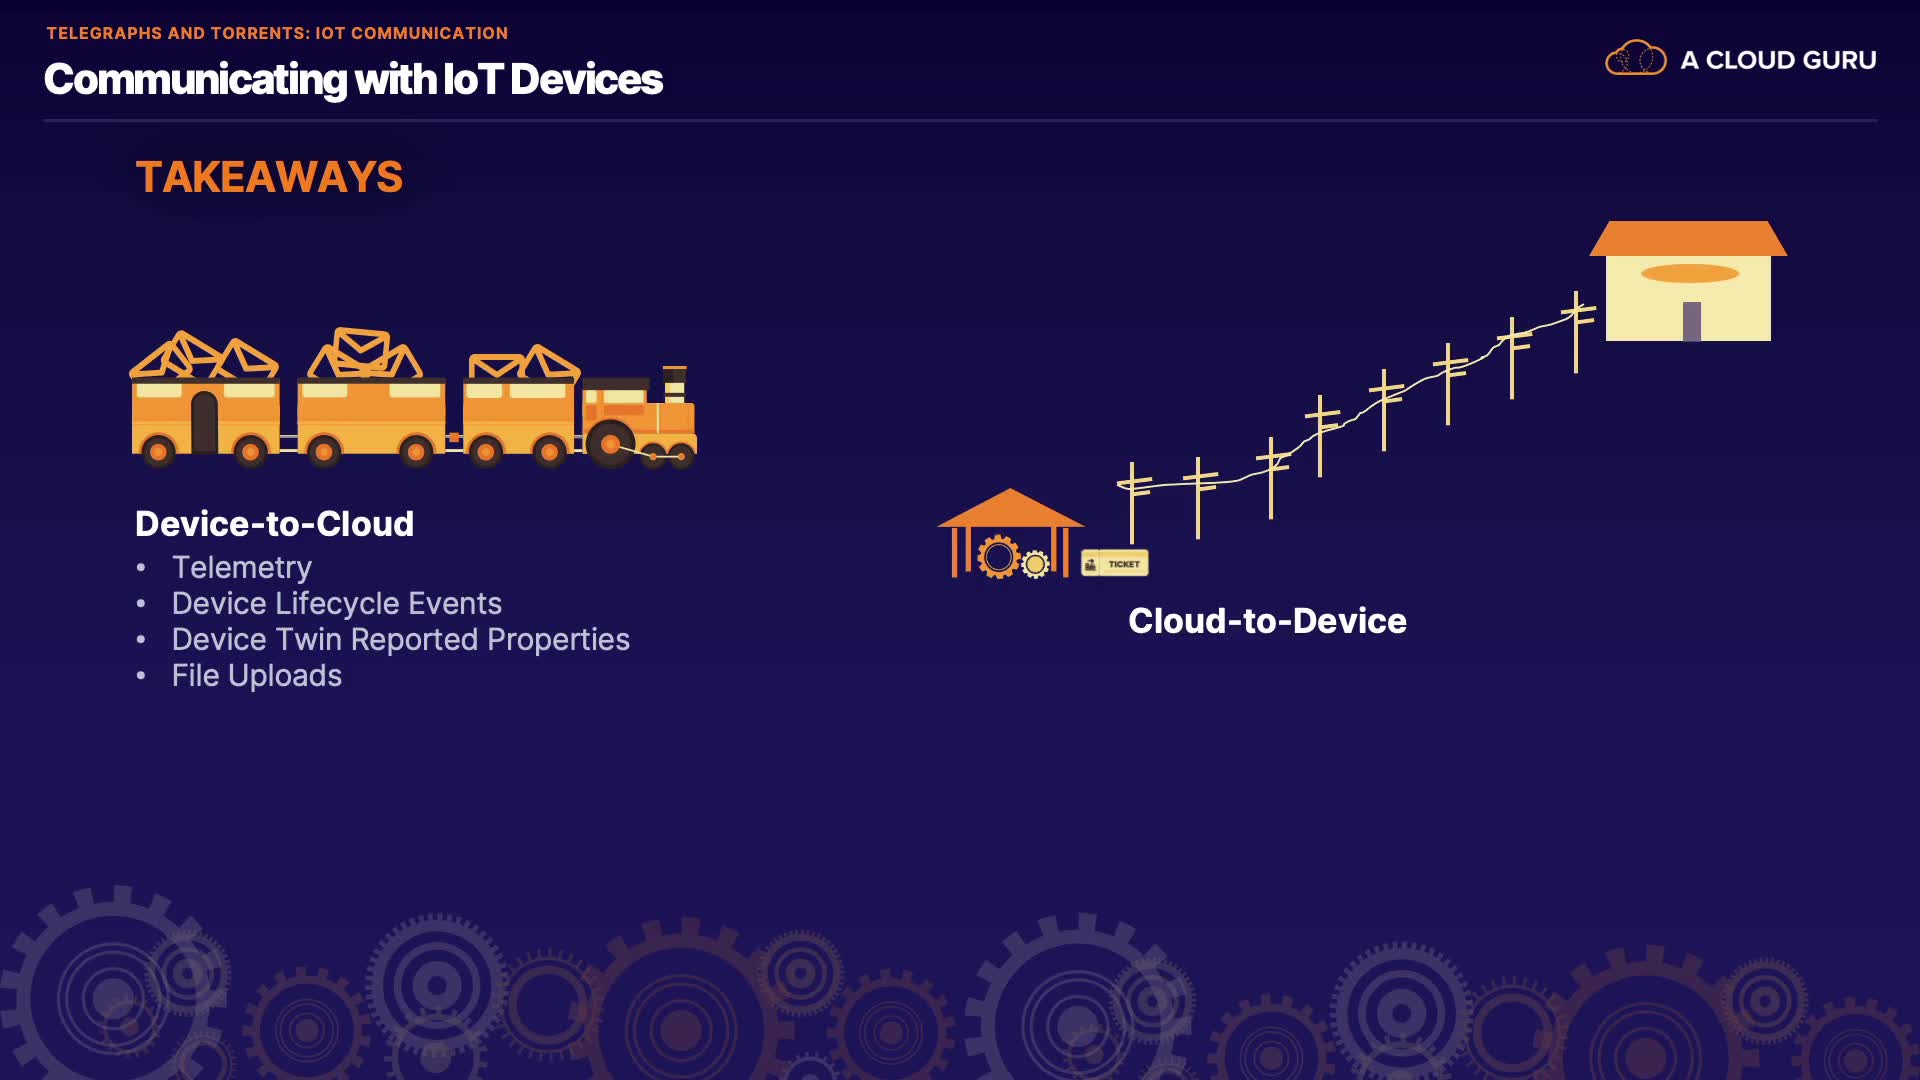 TELEGRAPHS AND TORRENTS: IOT COMMUNICATION
Communicating with IoT Devices
A CLOUD GURU
TAKEAWAYS
Device-to-Cloud
• Telemetry
• Device Lifecycle Events
• Device Twin Reported Properties
• File Uploads
TICKET
Cloud-to-Device